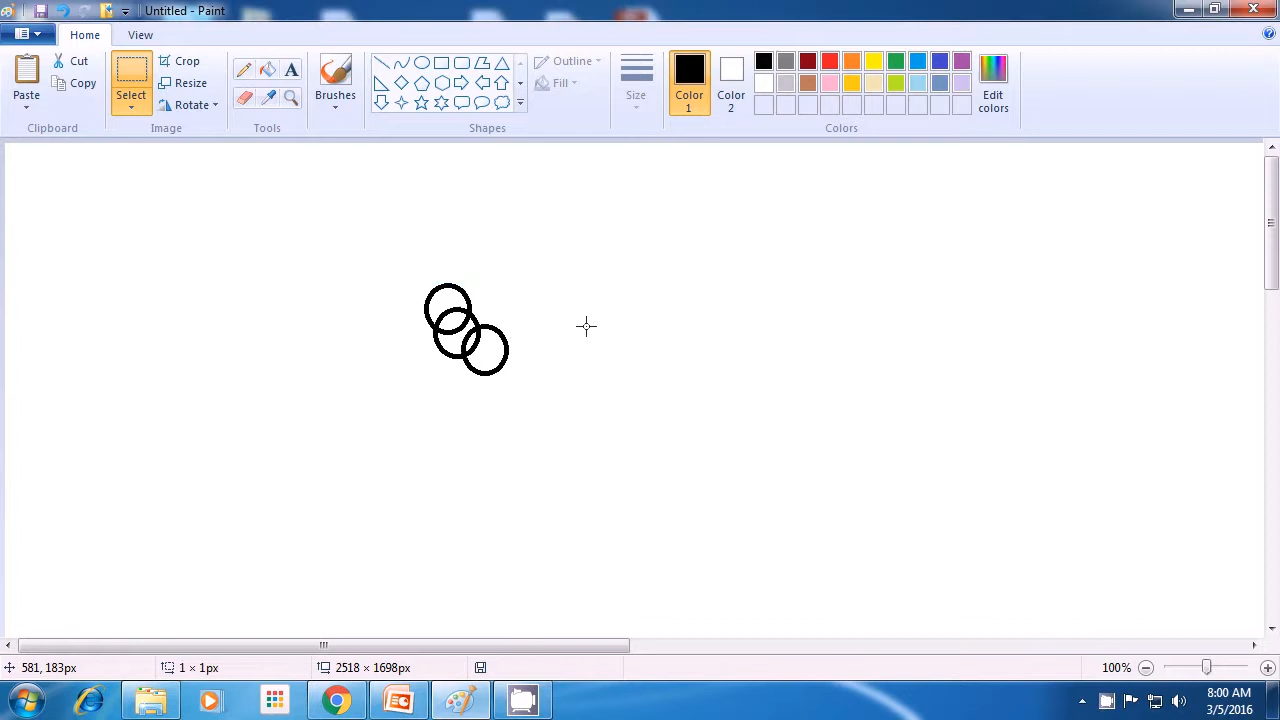 Untitled - Paint
Home View
Paste
Cut
Copy
Clipboard
Select
Crop
Resize
Rotate
Image
A
Tools
Brushes
Outline
Fill
Shapes
Size
Color 1
Color 2
Edit colors
Colors
581, 183px
1 × 1px
2518 × 1698px
100%
8:00 AM
3/5/2016